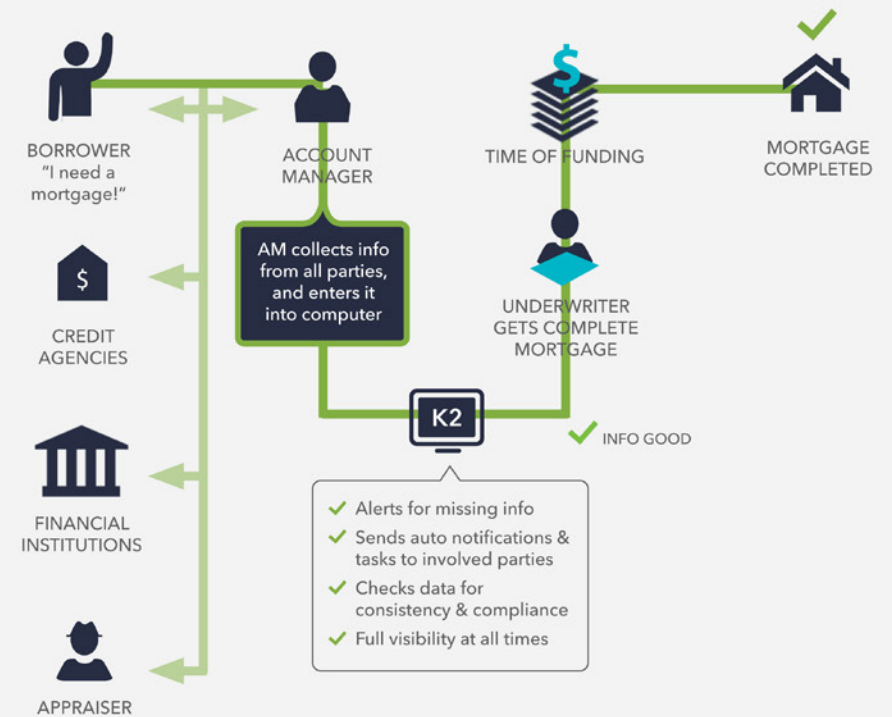 BORROWER
"I need a
mortgage!"
ACCOUNT
MANAGER
$
TIME OF FUNDING
MORTGAGE
COMPLETED
AM collects info
from all parties,
and enters it
into computer
$
CREDIT
AGENCIES
UNDERWRITER
GETS COMPLETE
MORTGAGE
K2
INFO GOOD
FINANCIAL
INSTITUTIONS
Alerts for missing info
Sends auto notifications &
tasks to involved parties
Checks data for
consistency & compliance
Full visibility at all times
APPRAISER